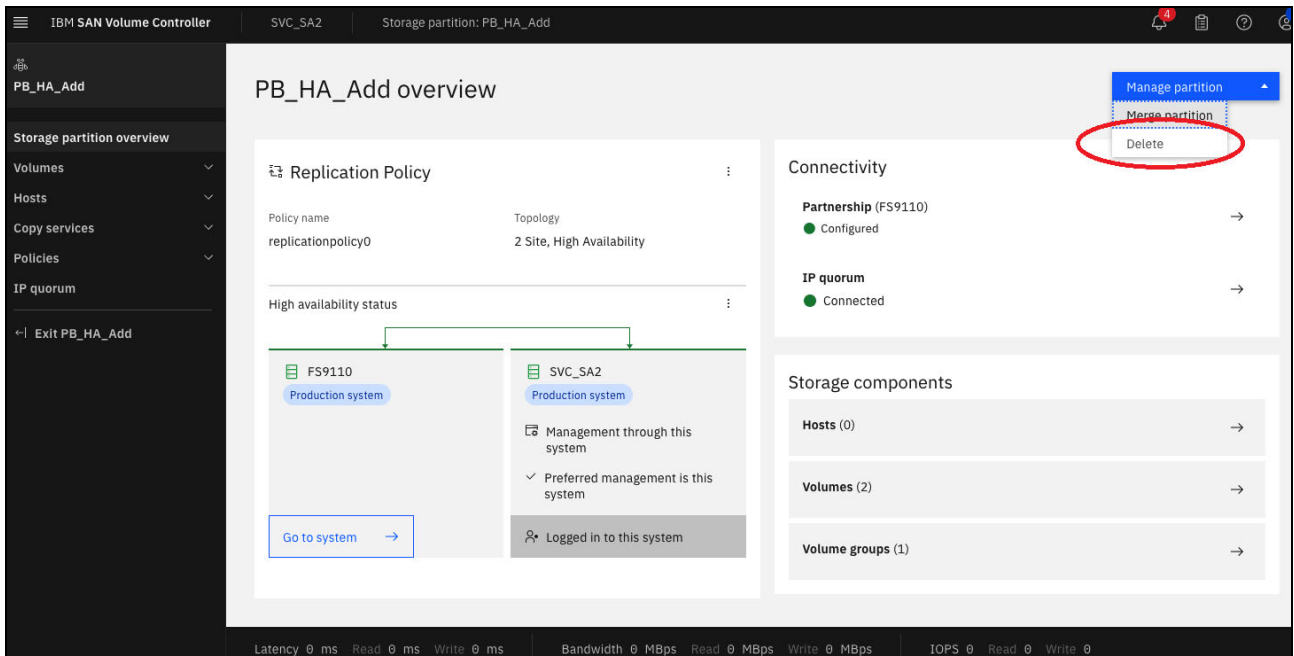 IBM SAN Volume Controller
SVC_SA2
Storage partition: PB_HA_Add
4
PB_HA_Add
Storage partition overview
Volumes
Hosts
Copy services
Policies
IP quorum
Exit PB_HA_Add
PB_HA_Add overview
Manage partition
Merge partition
Delete
Replication Policy
Policy name
replicationpolicy0
Topology
2 Site, High Availability
High availability status
FS9110
Production system
Go to system
SVC_SA2
Production system
Management through this
system
Preferred management is this
system
Logged in to this system
Connectivity
Partnership (FS9110)
Configured
IP quorum
Connected
Storage components
Hosts (0)
Volumes (2)
Volume groups (1)
Latency 0 ms Read 0 ms Write 0 ms
Bandwidth 0 MBps Read 0 MBps Write 0 MBps
IOPS 0 Read 0 Write 0